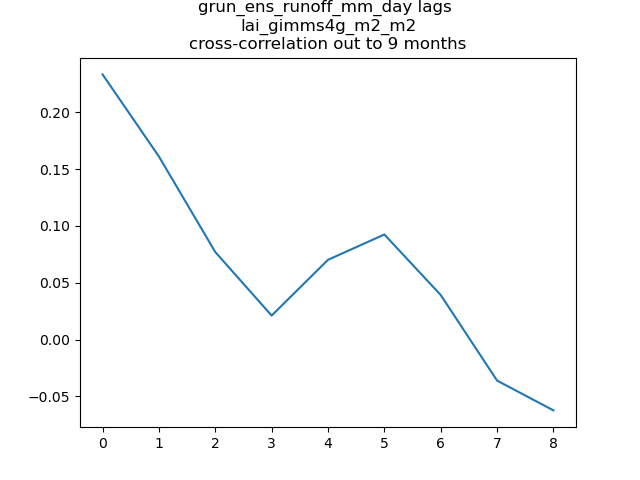 grun_ens_runoff_mm_day lags
lai_gimms4g_m2_m2
cross-correlation out to 9 months
0.20
0.15
0.10
0.05
0.00
−0.05
0 1 2 3 4 5 6 7 8